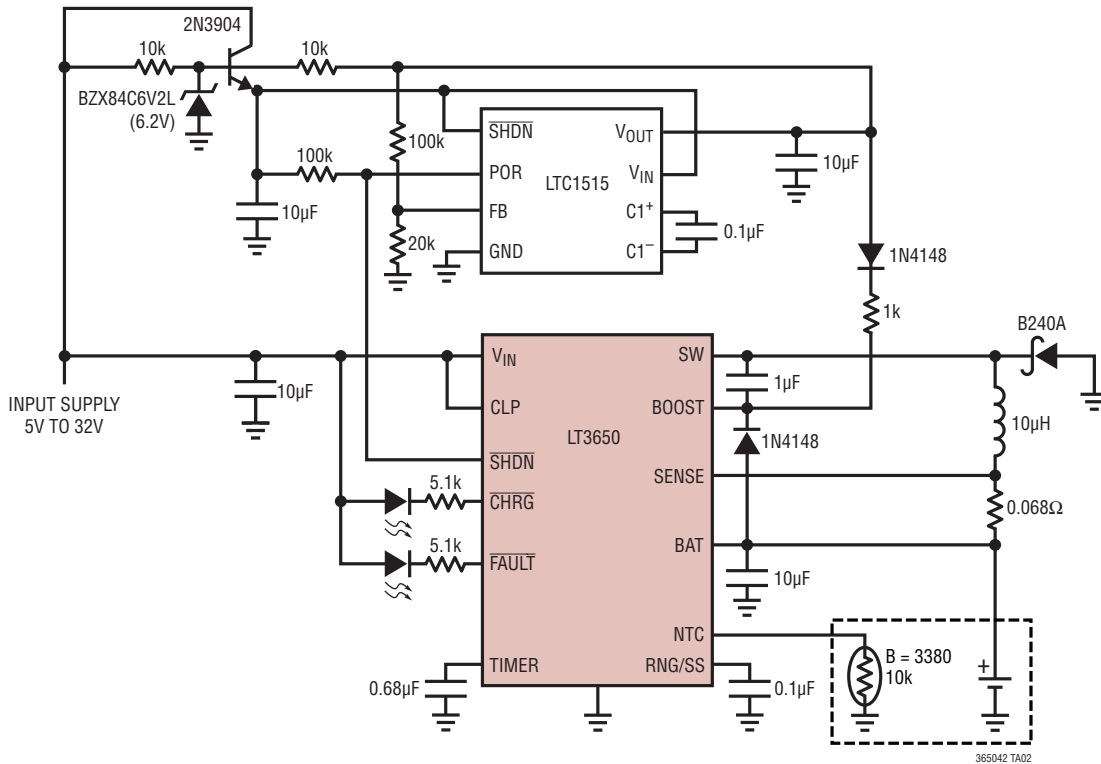 2N3904
10k
10k
BZX84C6V2L
(6.2V)
100k
100k
10µF
20k
SHDN
POR
FB
GND
LTC1515
VOUT
VIN
C1+
C1–
0.1µF
10µF
1N4148
1k
B240A
INPUT SUPPLY
5V TO 32V
10µF
VIN
CLP
SHDN
CHRG
FAULT
TIMER
5.1k
5.1k
0.68µF
LT3650
SW
BOOST
SENSE
BAT
NTC
RNG/SS
1µF
1N4148
10µH
0.068Ω
10µF
0.1µF
B = 3380
10k
+
365042 TA02